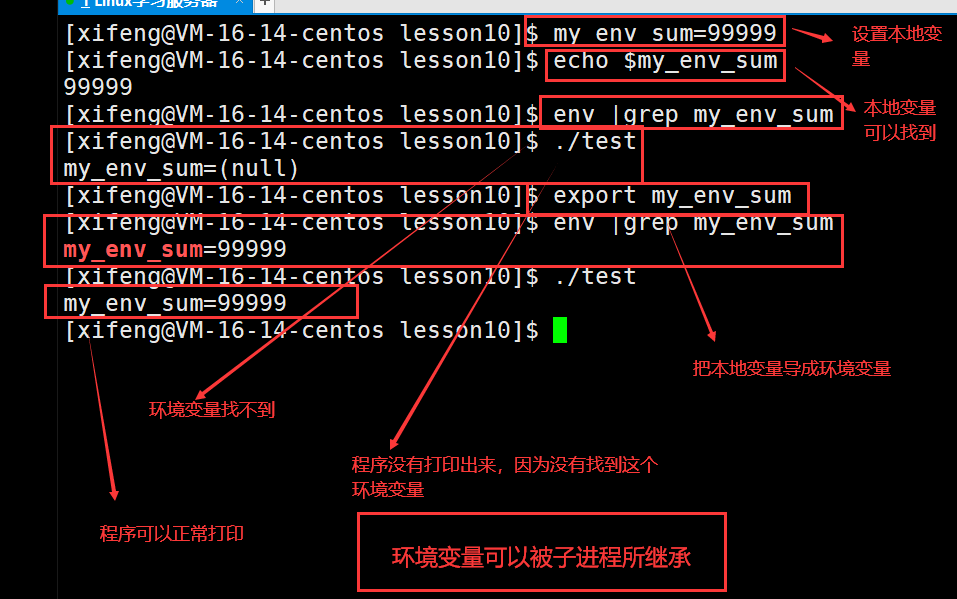 1 Linux学习服务器
[xifeng@VM-16-14-centos lesson10]$ my_env_sum=99999
设置本地变
量
[xifeng@VM-16-14-centos lesson10]$ echo $my_env_sum
99999
本地变量
可以找到
[xifeng@VM-16-14-centos lesson10]$ env |grep my_env_sum
[xifeng@VM-16-14-centos lesson10]$ ./test
my_env_sum=(null)
[xifeng@VM-16-14-centos lesson10]$ export my_env_sum
[xifeng@VM-16-14-centos lesson10]$ env |grep my_env_sum
my_env_sum=99999
[xifeng@VM-16-14-centos lesson10]$ ./test
my_env_sum=99999
[xifeng@VM-16-14-centos lesson10]$
把本地变量导成环境变量
环境变量找不到
程序没有打印出来，因为没有找到这个
环境变量
程序可以正常打印
环境变量可以被子进程所继承